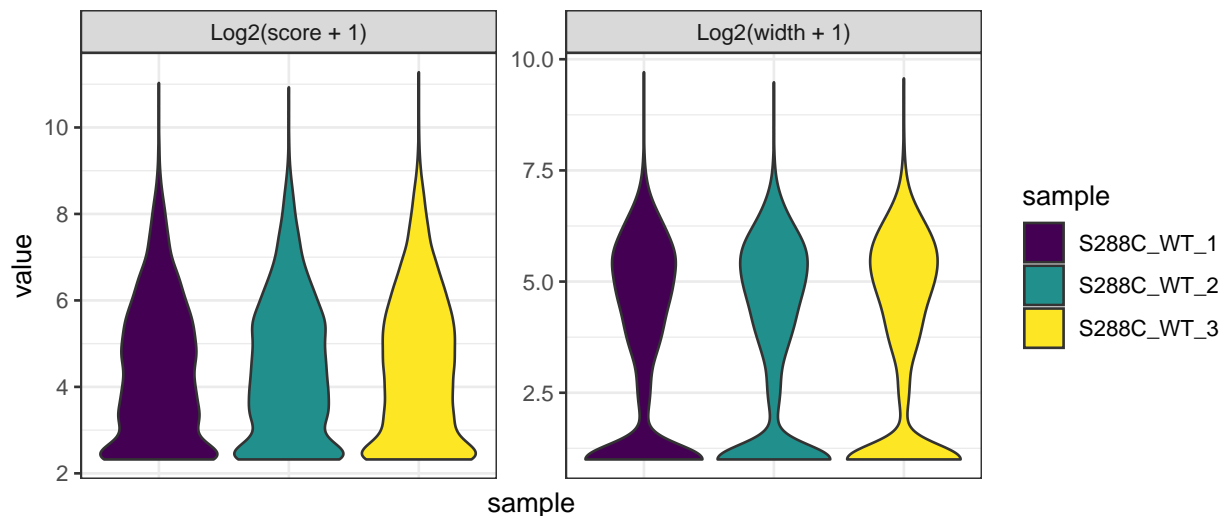 Log2(score + 1)
Log2(width + 1)
value
10
8
6
4
2
10.0
7.5
5.0
2.5
sample
sample
S288C_WT_1
S288C_WT_2
S288C_WT_3